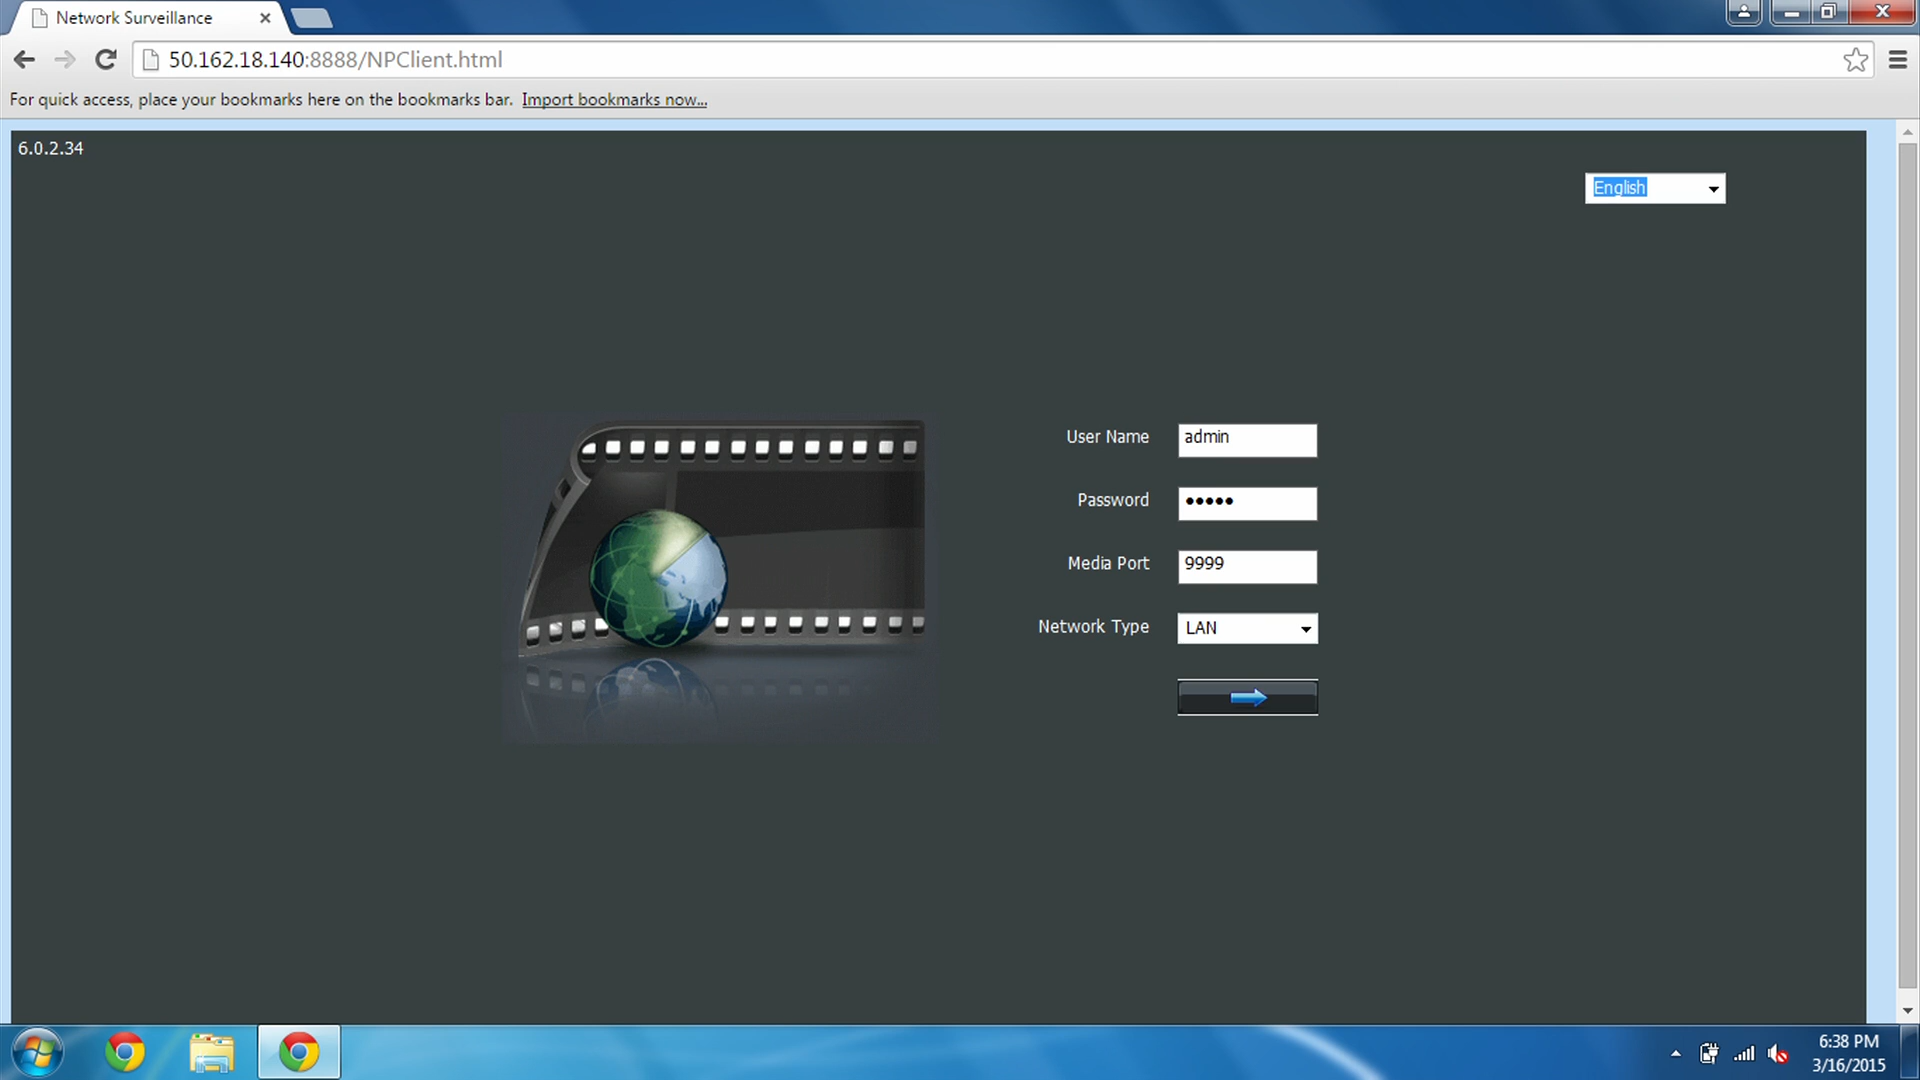 Network Surveillance
50.162.18.140:8888/NPClient.html
For quick access, place your bookmarks here on the bookmarks bar. Import bookmarks now...
6.0.2.34
English
User Name admin
Password •••••
Media Port 9999
Network Type LAN
6:38 PM
3/16/2015